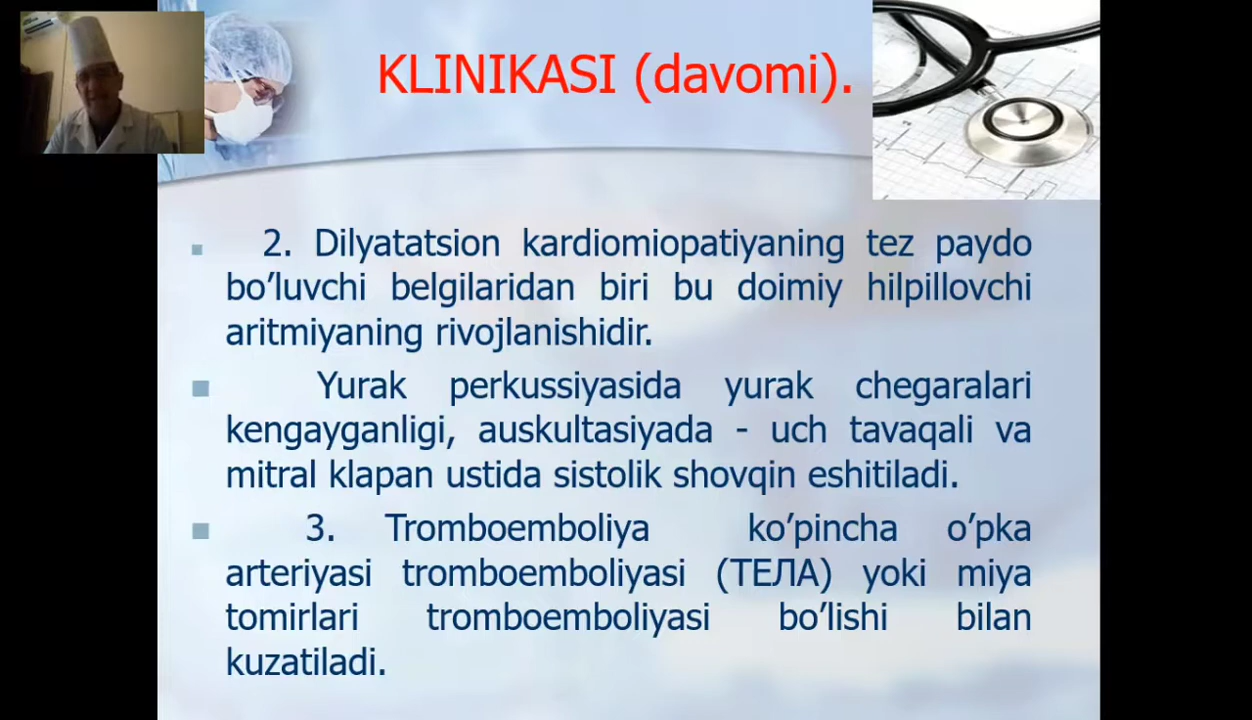 KLINIKASI (davomi).
2. Dilyatatsion kardiomiopatiyaning tez paydo
bo’luvchi belgilaridan biri bu doimiy hilpillovchi
aritmiyaning rivojlanishidir.
Yurak perkussiyasida yurak chegaralari
kengayganligi, auskultasiyada - uch tavaqali va
mitral klapan ustida sistolik shovqin eshitiladi.
3. Tromboemboliya ko’pincha o’pka
arteriyasi tromboemboliyasi (ТЕЛА) yoki miya
tomirlari tromboemboliyasi bo’lishi bilan
kuzatiladi.